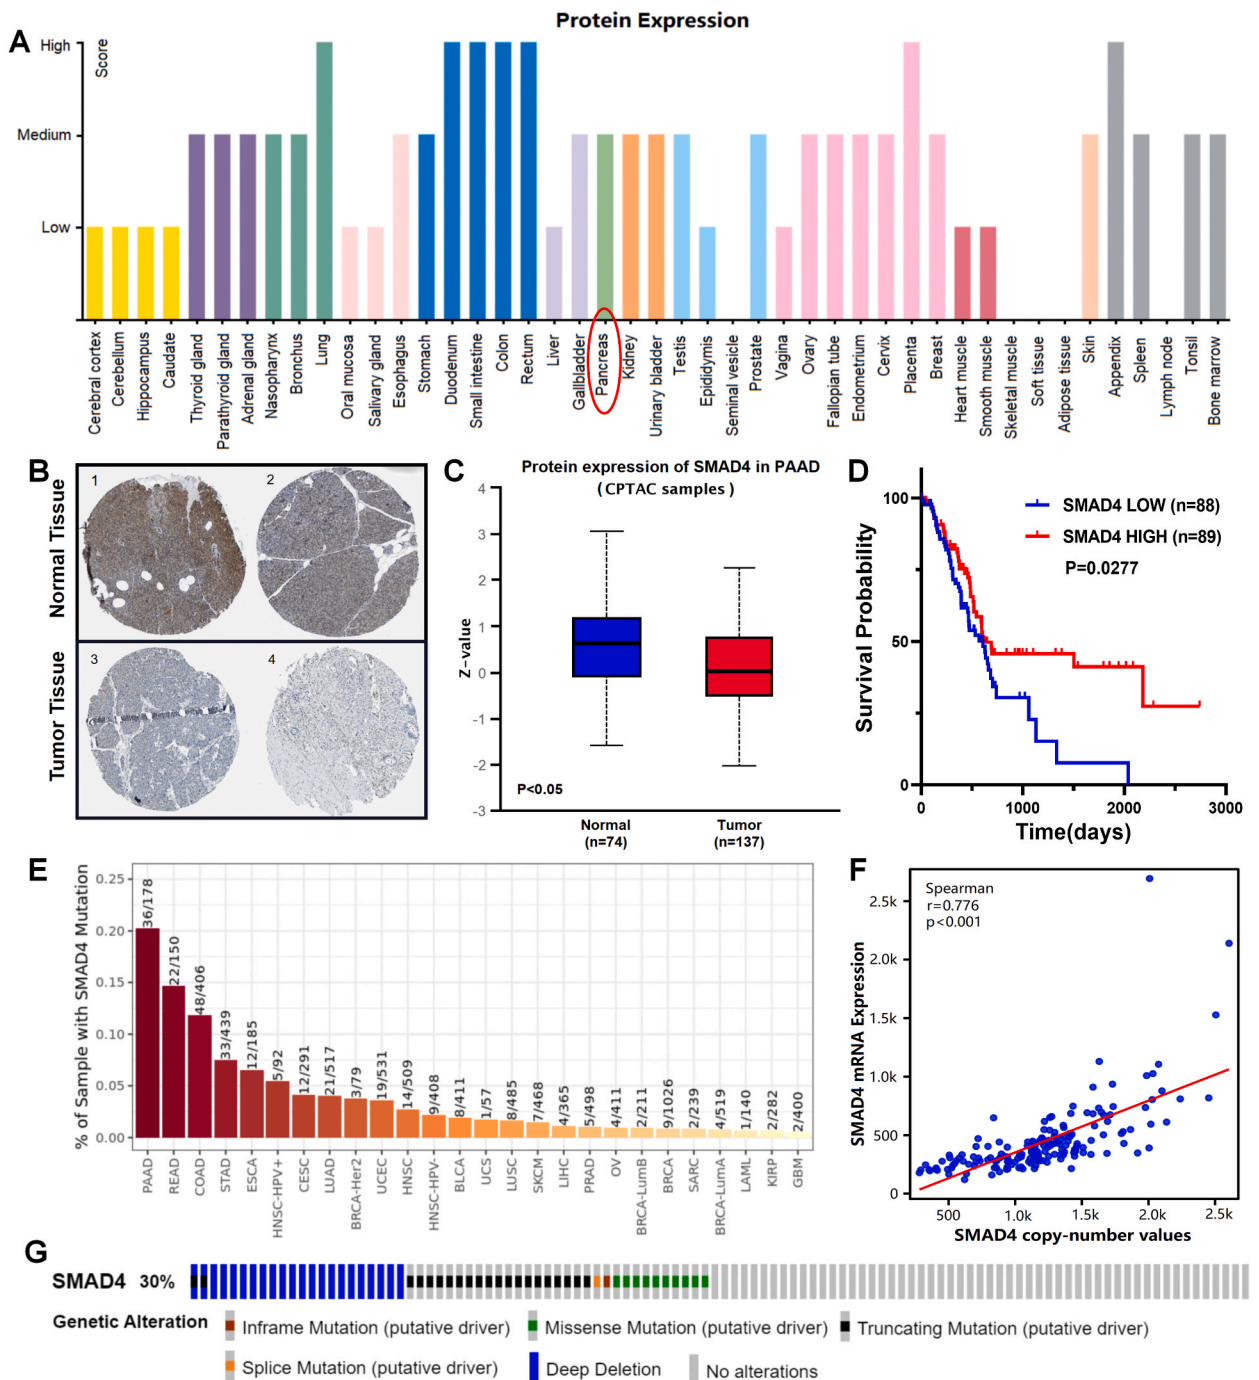 Protein Expression
A
Score
High
Medium
Low
Cerebral cortex
Cerebellum
Hippocampus
Caudate
Thyroid gland
Parathyroid gland
Adrenal gland
Nasopharynx
Bronchus
Lung
Oral mucosa
Salivary gland
Esophagus
Stomach
Duodenum
Small intestine
Colon
Rectum
Liver
Gallbladder
Pancreas
Kidney
Urinary bladder
Testis
Epididymis
Seminal vesicle
Prostate
Vagina
Ovary
Fallopian tube
Endometrium
Cervix
Placenta
Breast
Heart muscle
Smooth muscle
Skeletal muscle
Soft tissue
Adipose tissue
Skin
Appendix
Spleen
Lymph node
Tonsil
Bone marrow
B
Normal Tissue
Tumor Tissue
1
2
3
4
C
Protein expression of SMAD4 in PAAD
(CPTAC samples)
Z-value
4
3
2
1
0
-1
-2
-3
P<0.05
Normal
(n=74)
Tumor
(n=137)
D
Survival Probability
100
50
0
SMAD4 LOW (n=88)
SMAD4 HIGH (n=89)
P=0.0277
0
1000
2000
3000
Time(days)
E
% of Sample with SMAD4 Mutation
0.25
0.20
0.15
0.10
0.05
0.00
36/178
22/150
48/406
33/439
12/185
5/92
12/291
21/517
3/79
19/531
14/509
9/408
8/411
1/57
8/485
7/468
4/365
5/498
4/411
2/211
9/1026
2/239
4/519
1/140
2/282
2/400
PAAD
READ
COAD
STAD
ESCA
HNSC-HPV+
CESC
LUAD
BRCA-Her2
UCEC
HNSC
HNSC-HPV-
BLCA
UCS
LUSC
SKCM
LIHC
PRAD
OV
BRCA-LumB
BRCA
SARC
BRCA-LumA
LAML
KIRP
GBM
F
Spearman
r=0.776
p<0.001
SMAD4 mRNA Expression
2.5k
2.0k
1.5k
1.0k
500
0
500
1.0k
1.5k
2.0k
2.5k
SMAD4 copy-number values
G
SMAD4 30%
Genetic Alteration
Inframe Mutation (putative driver)
Missense Mutation (putative driver)
Truncating Mutation (putative driver)
Splice Mutation (putative driver)
Deep Deletion
No alterations